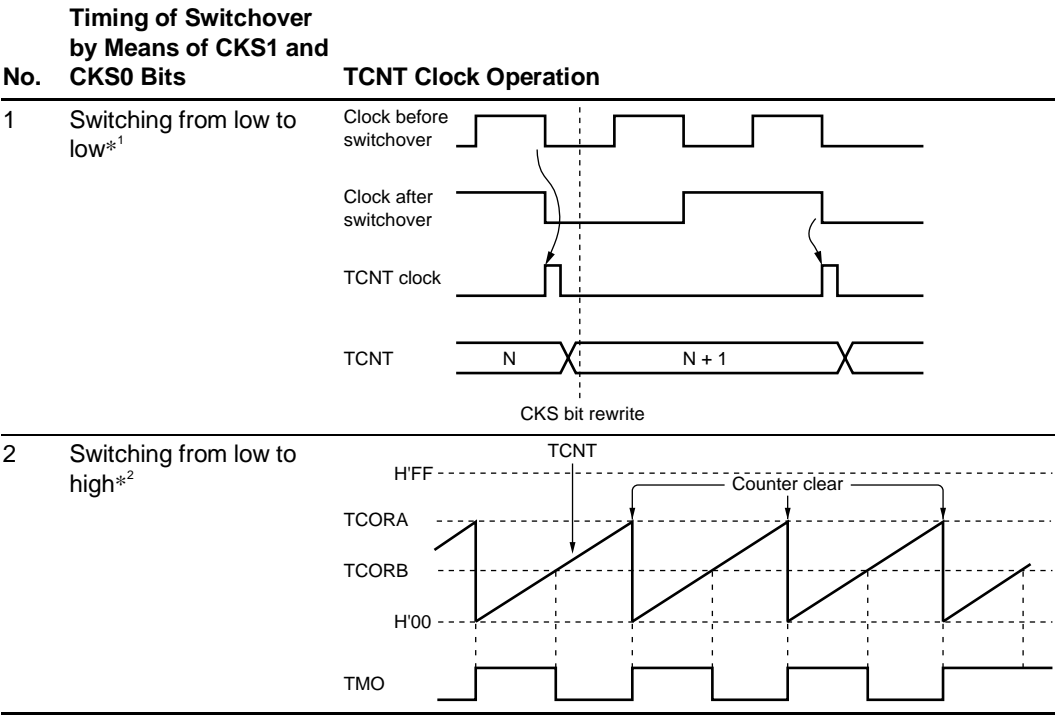 Timing of Switchover
by Means of CKS1 and
No. CKS0 Bits TCNT Clock Operation
1 Switching from low to
low*1
Clock before
switchover
Clock after
switchover
TCNT clock
TCNT N N + 1
CKS bit rewrite
2 Switching from low to
high*2
TCNT
H'FF
Counter clear
TCORA
TCORB
H'00
TMO